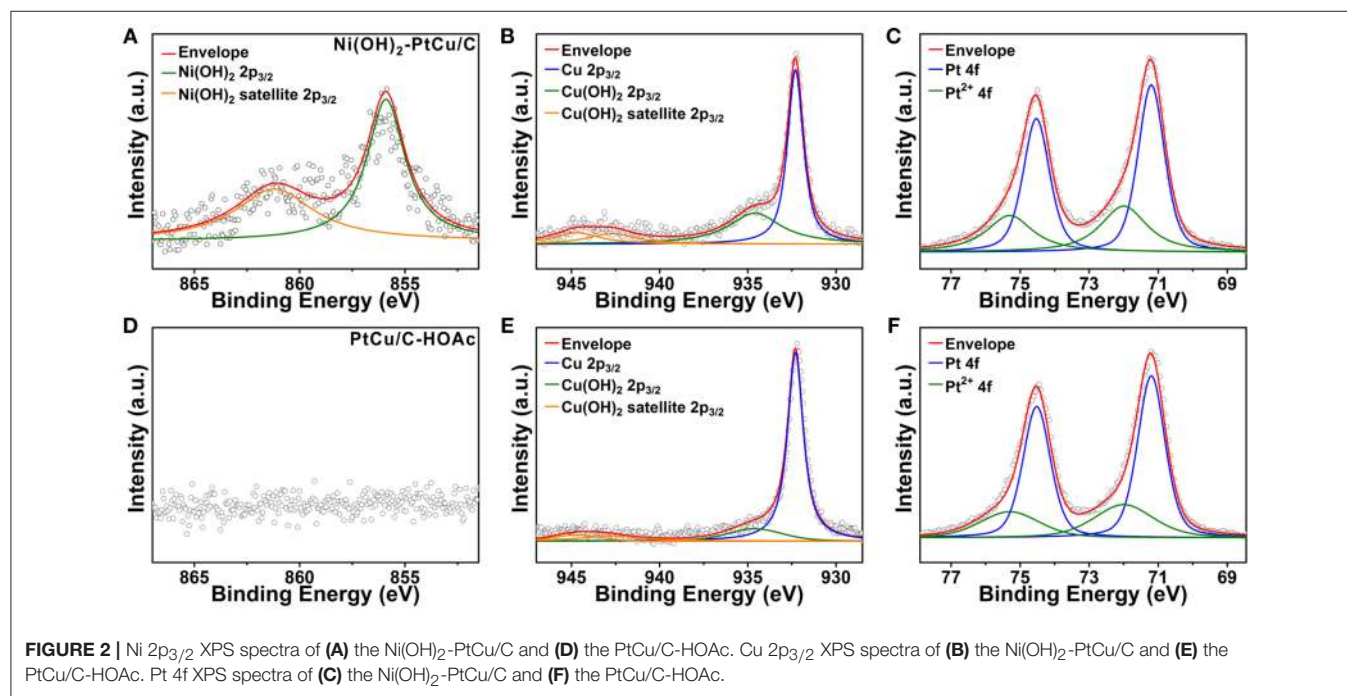 A
Ni(OH)2-PtCu/C
Envelope
Ni(OH)2 2p3/2
Ni(OH)2 satellite 2p3/2
Intensity (a.u.)
865 860 855
Binding Energy (eV)
B
Envelope
Cu 2p3/2
Cu(OH)2 2p3/2
Cu(OH)2 satellite 2p3/2
Intensity (a.u.)
945 940 935 930
Binding Energy (eV)
C
Envelope
Pt 4f
Pt2+ 4f
Intensity (a.u.)
77 75 73 71 69
Binding Energy (eV)
D
PtCu/C-HOAc
Intensity (a.u.)
865 860 855
Binding Energy (eV)
E
Envelope
Cu 2p3/2
Cu(OH)2 2p3/2
Cu(OH)2 satellite 2p3/2
Intensity (a.u.)
945 940 935 930
Binding Energy (eV)
F
Envelope
Pt 4f
Pt2+ 4f
Intensity (a.u.)
77 75 73 71 69
Binding Energy (eV)
FIGURE 2 | Ni 2p3/2 XPS spectra of (A) the Ni(OH)2-PtCu/C and (D) the PtCu/C-HOAc. Cu 2p3/2 XPS spectra of (B) the Ni(OH)2-PtCu/C and (E) the
PtCu/C-HOAc. Pt 4f XPS spectra of (C) the Ni(OH)2-PtCu/C and (F) the PtCu/C-HOAc.